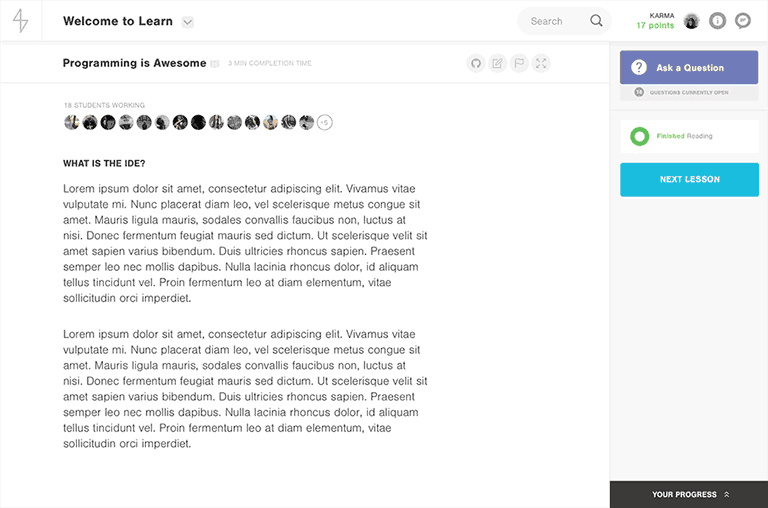 Welcome to Learn
Search
KARMA
17 points
Programming is Awesome
3 MIN COMPLETION TIME
Ask a Question
QUESTIONS CURRENTLY OPEN
18 STUDENTS WORKING
+5
Finished Reading
WHAT IS THE IDE?
NEXT LESSON
Lorem ipsum dolor sit amet, consectetur adipiscing elit. Vivamus vitae
vulputate mi. Nunc placerat diam leo, vel scelerisque metus congue sit
amet. Mauris ligula mauris, sodales convallis faucibus non, luctus at
nisi. Donec fermentum feugiat mauris sed dictum. Ut scelerisque velit sit
amet sapien varius bibendum. Duis ultricies rhoncus sapien. Praesent
semper leo nec mollis dapibus. Nulla lacinia rhoncus dolor, id aliquam
tellus tincidunt vel. Proin fermentum leo at diam elementum, vitae
sollicitudin orci imperdiet.
Lorem ipsum dolor sit amet, consectetur adipiscing elit. Vivamus vitae
vulputate mi. Nunc placerat diam leo, vel scelerisque metus congue sit
amet. Mauris ligula mauris, sodales convallis faucibus non, luctus at
nisi. Donec fermentum feugiat mauris sed dictum. Ut scelerisque velit sit
amet sapien varius bibendum. Duis ultricies rhoncus sapien. Praesent
semper leo nec mollis dapibus. Nulla lacinia rhoncus dolor, id aliquam
tellus tincidunt vel. Proin fermentum leo at diam elementum, vitae
sollicitudin orci imperdiet.
YOUR PROGRESS